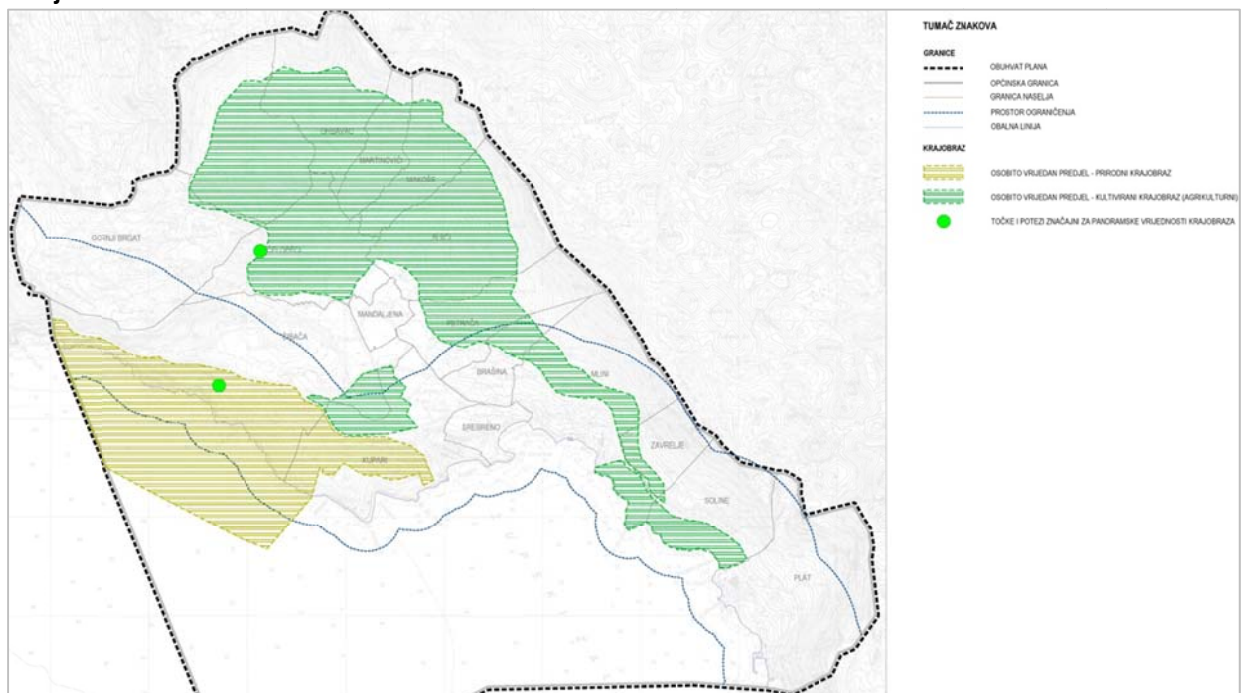 TUMAČ ZNAKOVA
GRANICE
OBUHVAT PLANA
OPĆINSKA GRANICA
GRANICA NASELJA
PROSTOR OGRANIČENJA
OBALNA LINIJA
KRAJOBRAZ
OSOBITO VRIJEDAN PREDJEL - PRIRODNI KRAJOBRAZ
OSOBITO VRIJEDAN PREDJEL - KULTIVIRANI KRAJOBRAZ (AGRIKULTURNI)
TOČKE I POTEZI ZNAČAJNI ZA PANORAMSKE VRIJEDNOSTI KRAJOBRAZA
MARTINOVIĆI
GORNJI BRGAT
MANDALJENA
PETRAČA
BRAŠINA
MLINI
SREBRENO
ZAVRELJE
KUPARI
SOLINE
PLAT